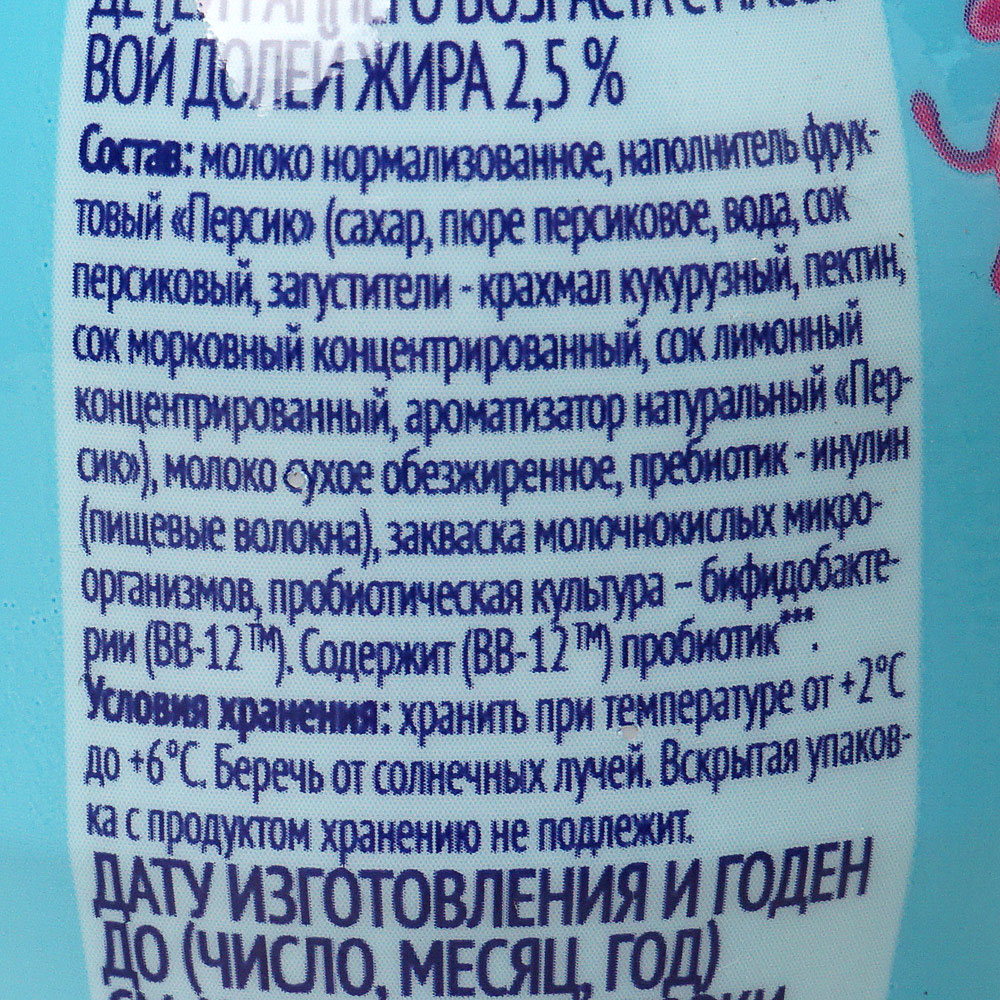 ДЕТЕЙ РАННЕГО ВОЗРАСТА С МАССО-
ВОЙ ДОЛЕЙ ЖИРА 2,5 %
Состав: молоко нормализованное, наполнитель фрук-
товый «Персик» (сахар, пюре персиковое, вода, сок
персиковый, загустители - крахмал кукурузный, пектин,
сок морковный концентрированный, сок лимонный
концентрированный, ароматизатор натуральный «Пер-
сик»), молоко сухое обезжиренное, пребиотик - инулин
(пищевые волокна), закваска молочнокислых микро-
организмов, пробиотическая культура – бифидобакте-
рии (BB-12™). Содержит (BB-12™) пробиотик***.
Условия хранения: хранить при температуре от +2°С
до +6°С. Беречь от солнечных лучей. Вскрытая упаков-
ка с продуктом хранению не подлежит.
ДАТУ ИЗГОТОВЛЕНИЯ И ГОДЕН
ДО (ЧИСЛО, МЕСЯЦ, ГОД)